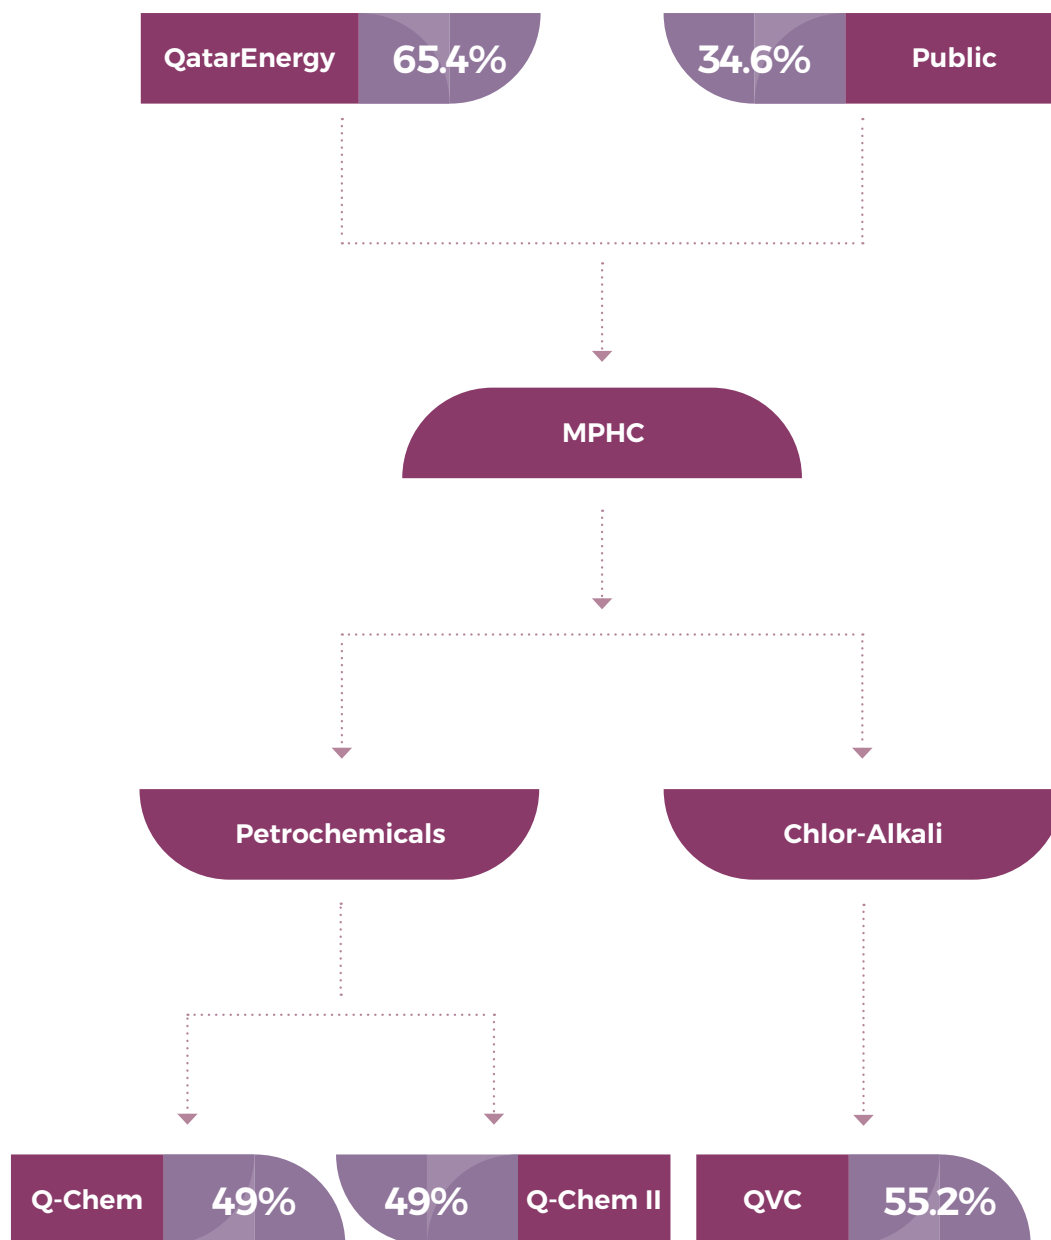 QatarEnergy 65.4% 34.6% Public
MPHC
Petrochemicals Chlor-Alkali
Q-Chem 49% 49% Q-Chem II QVC 55.2%